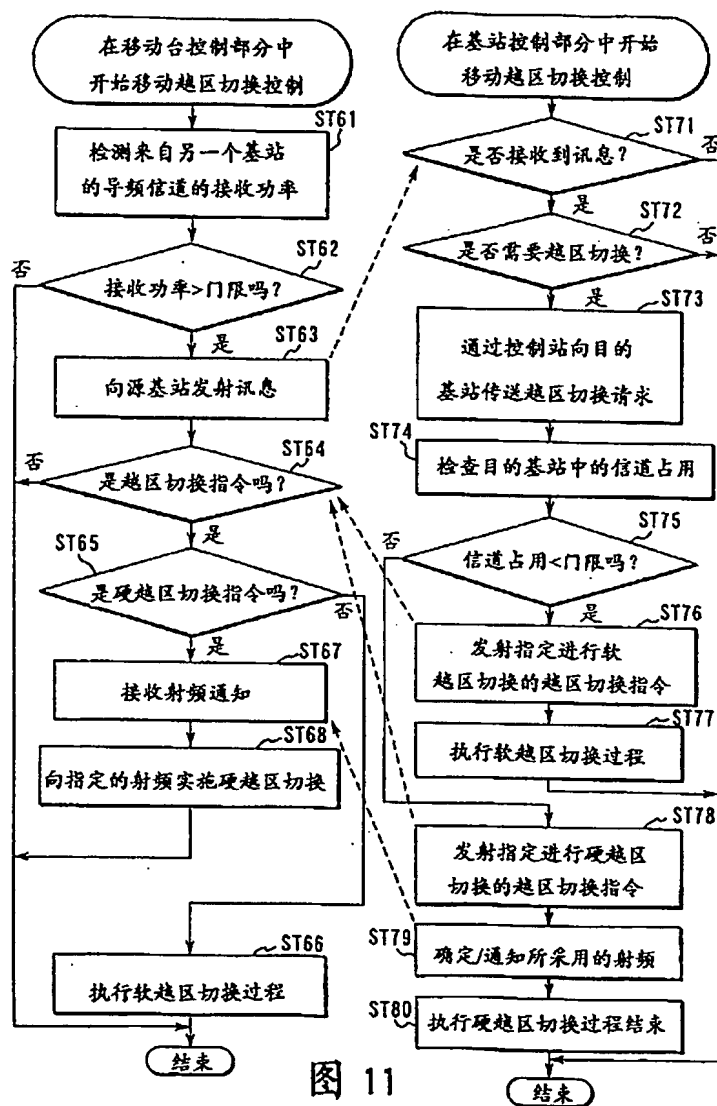 在移动台控制部分中
开始移动越区切换控制
ST61
检测来自另一个基站
的导频信道的接收功率
ST62
否
接收功率>门限吗?
是
ST63
向源基站发射讯息
ST64
否
是越区切换指令吗?
是
ST65
是硬越区切换指令吗?
否
是
ST67
接收射频通知
ST68
向指定的射频实施硬越区切换
ST66
执行软越区切换过程
结束
在基站控制部分中开始
移动越区切换控制
ST71
否
是否接收到讯息?
是
ST72
否
是否需要越区切换?
是
ST73
通过控制站向目的
基站传送越区切换请求
ST74
检查目的基站中的信道占用
ST75
否
信道占用<门限吗?
是
ST76
发射指定进行软
越区切换的越区切换指令
ST77
执行软越区切换过程
ST78
发射指定进行硬越区
切换的越区切换指令
ST79
确定/通知所采用的射频
ST80
执行硬越区切换过程结束
结束
图 11